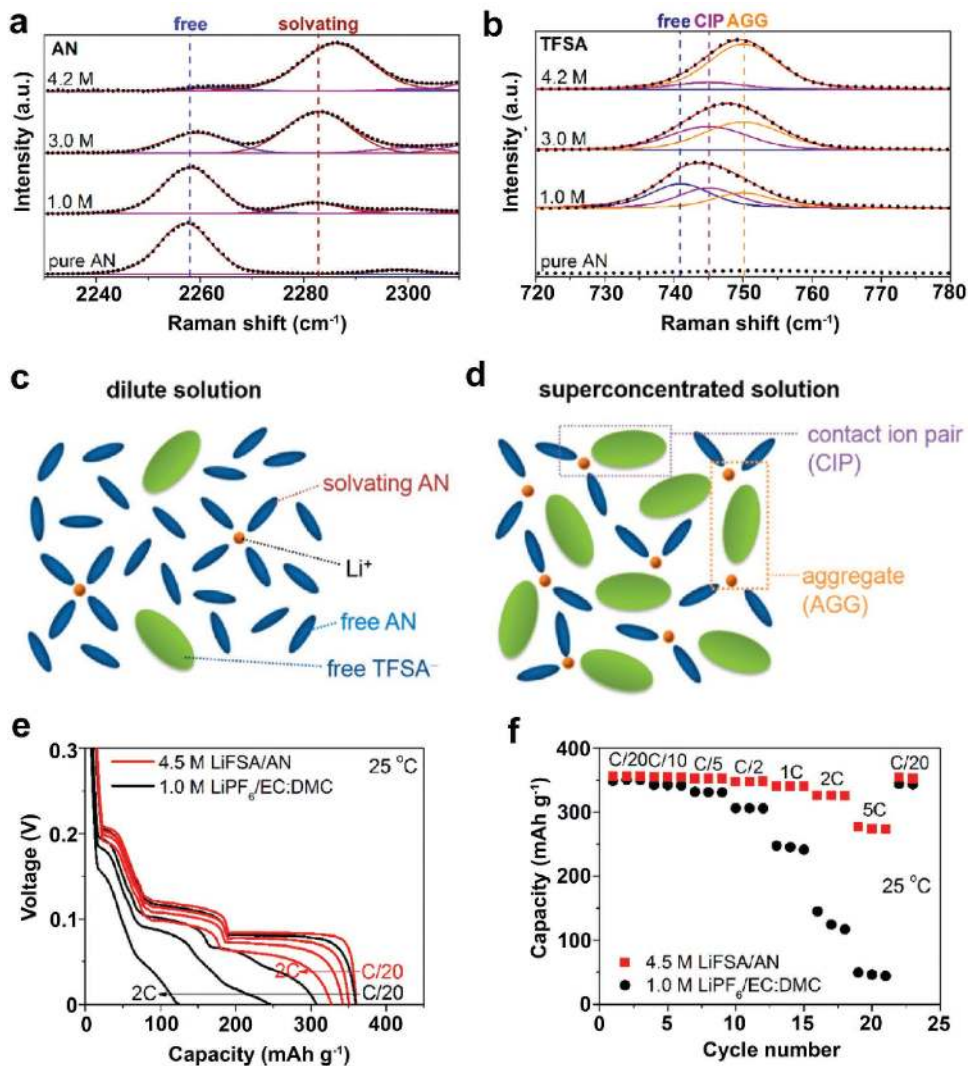 a
free
solvating
AN
4.2 M
3.0 M
1.0 M
pure AN
Intensity (a.u.)
2240 2260 2280 2300
Raman shift (cm⁻¹)
b
free CIP AGG
TFSA
4.2 M
3.0 M
1.0 M
pure AN
Intensity (a.u.)
720 730 740 750 760 770 780
Raman shift (cm⁻¹)
c
dilute solution
solvating AN
Li⁺
free AN
free TFSA⁻
d
superconcentrated solution
contact ion pair
(CIP)
aggregate
(AGG)
e
0.3
4.5 M LiFSA/AN
25 °C
1.0 M LiPF₆/EC:DMC
0.2
Voltage (V)
0.1
2C C/20
2C C/20
0
0 100 200 300 400
Capacity (mAh g⁻¹)
f
400
C/20 C/10 C/5 C/2 1C 2C 5C C/20
300
Capacity (mAh g⁻¹)
200
25 °C
100
4.5 M LiFSA/AN
1.0 M LiPF₆/EC:DMC
0
0 5 10 15 20 25
Cycle number